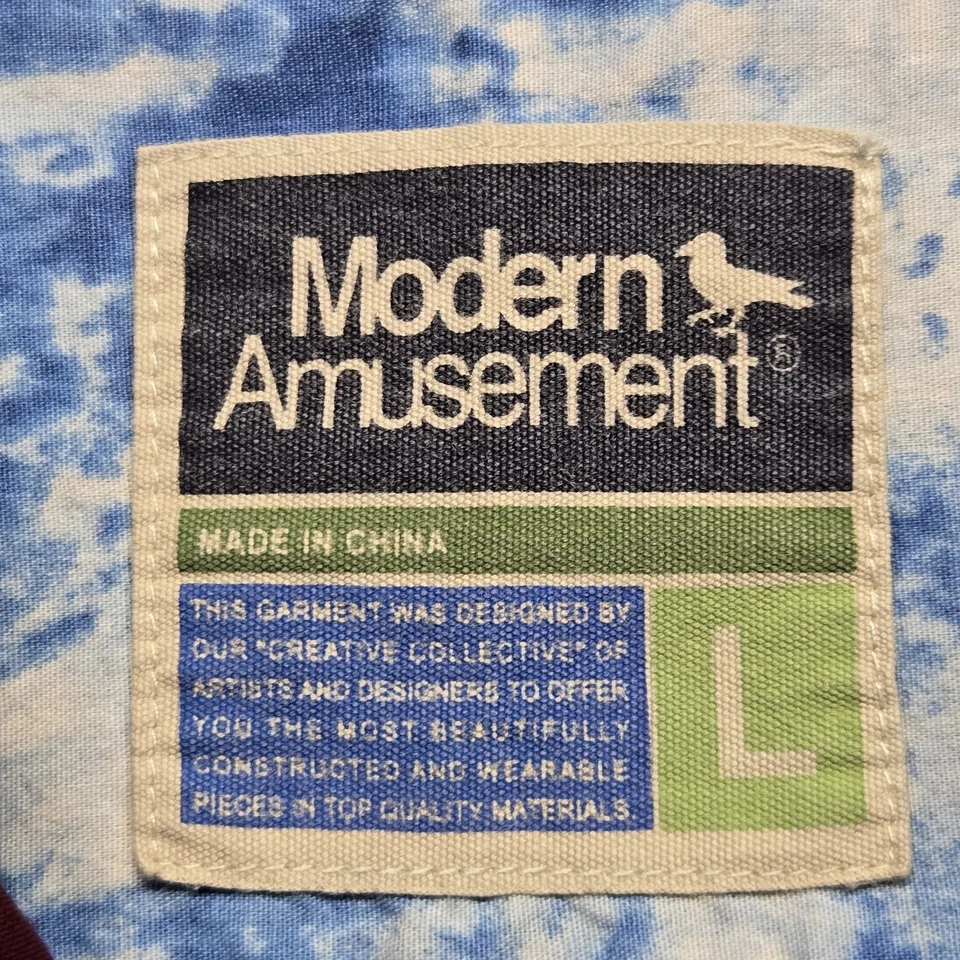 Modern
Amusement®
MADE IN CHINA
THIS GARMENT WAS DESIGNED BY
OUR "CREATIVE COLLECTIVE" OF
ARTISTS AND DESIGNERS TO OFFER
YOU THE MOST BEAUTIFULLY
CONSTRUCTED AND WEARABLE
PIECES IN TOP QUALITY MATERIALS.
L